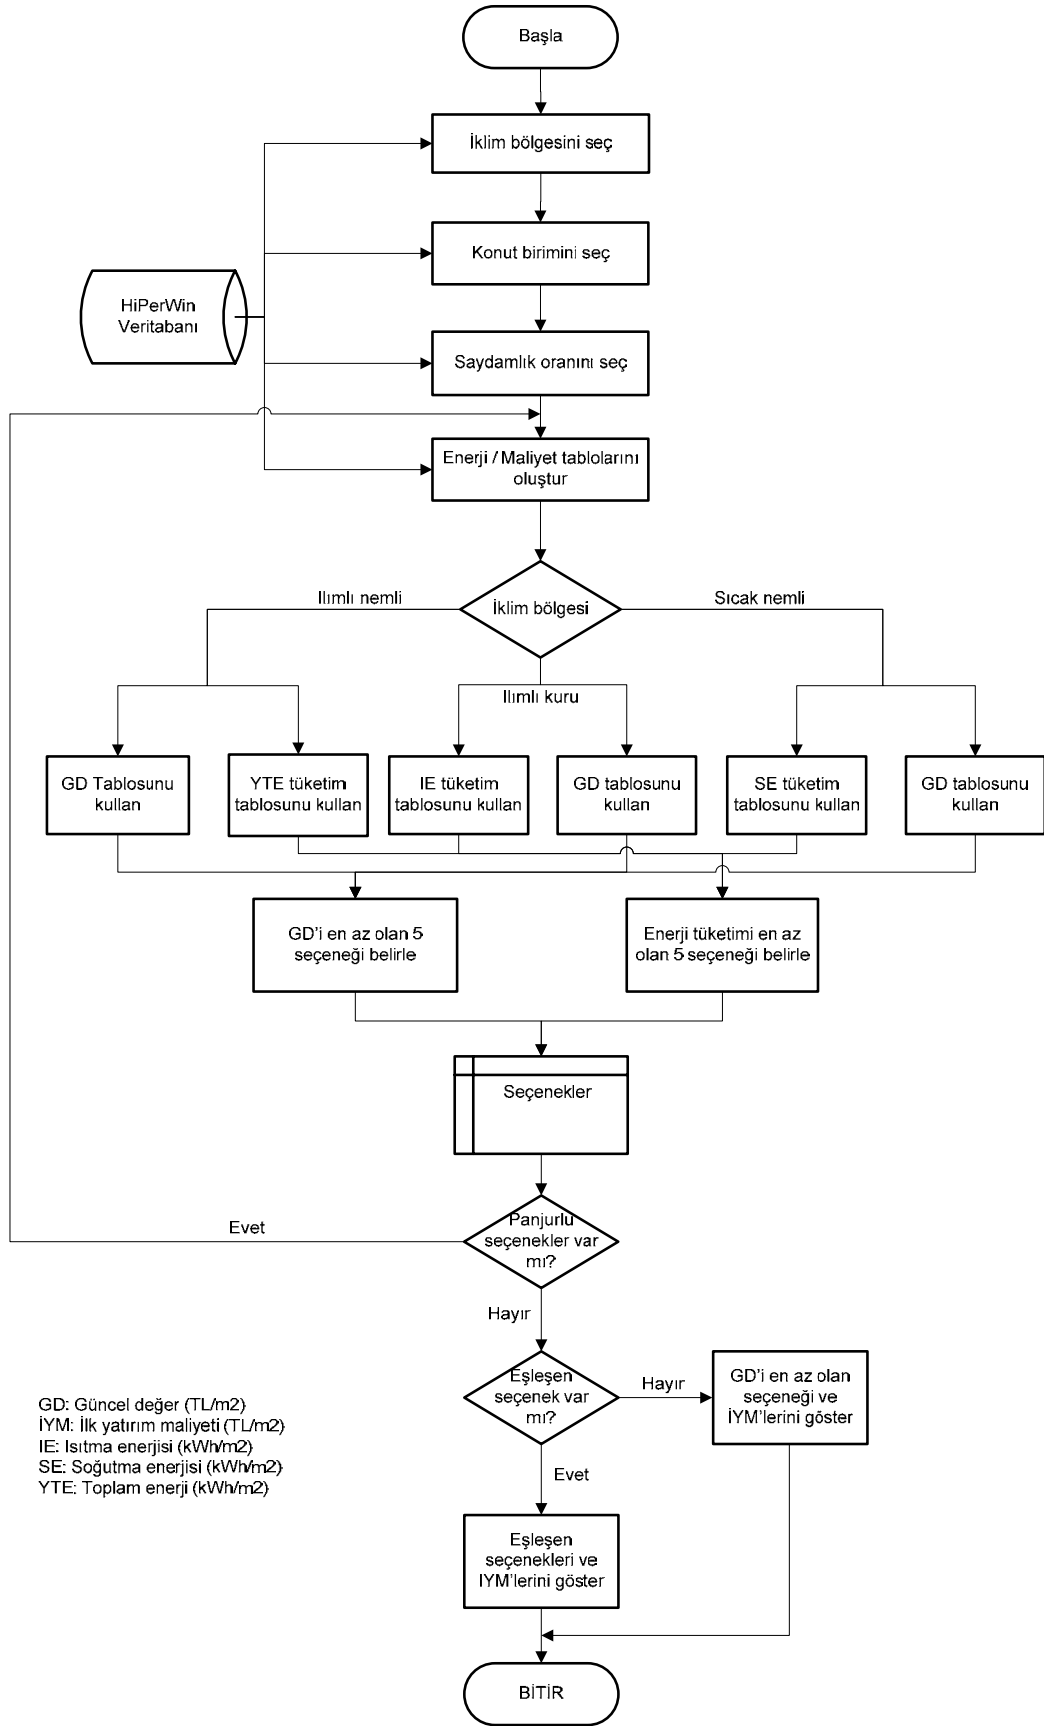 Başla
İklim bölgesini seç
Konut birimini seç
HiPerWin
Veritabanı
Saydamlık oranını seç
Enerji / Maliyet tablolarını
oluştur
Ilımlı nemli
İklim bölgesi
Sıcak nemli
Ilımlı kuru
GD Tablosunu
kullan
YTE tüketim
tablosunu kullan
IE tüketim
tablosunu kullan
GD tablosunu
kullan
SE tüketim
tablosunu kullan
GD tablosunu
kullan
GD'i en az olan 5
seçeneği belirle
Enerji tüketimi en az
olan 5 seçeneği belirle
Seçenekler
Panjurlu
seçenekler var
mı?
Evet
Hayır
Eşleşen
seçenek var
mı?
Hayır
GD'i en az olan
seçeneği ve
İYM'lerini göster
GD: Güncel değer (TL/m2)
İYM: İlk yatırım maliyeti (TL/m2)
IE: Isıtma enerjisi (kWh/m2)
SE: Soğutma enerjisi (kWh/m2)
YTE: Toplam enerji (kWh/m2)
Evet
Eşleşen
seçenekleri ve
IYM'lerini göster
BİTİR